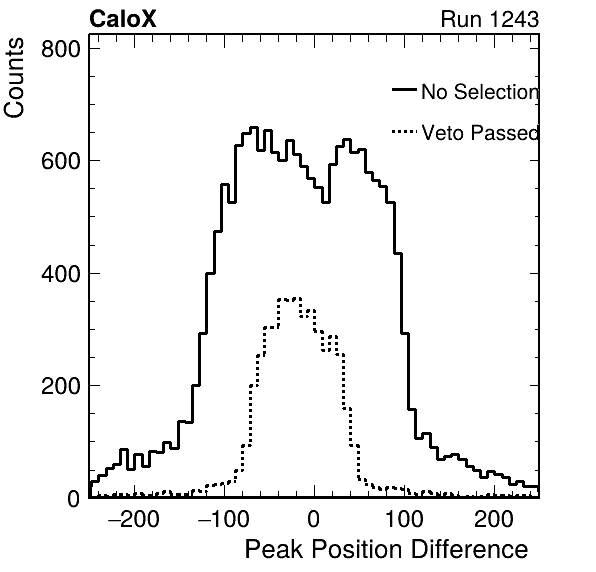 CaloX
Run 1243
Counts
800
No Selection
Veto Passed
600
400
200
0
−200
−100
0
100
200
Peak Position Difference